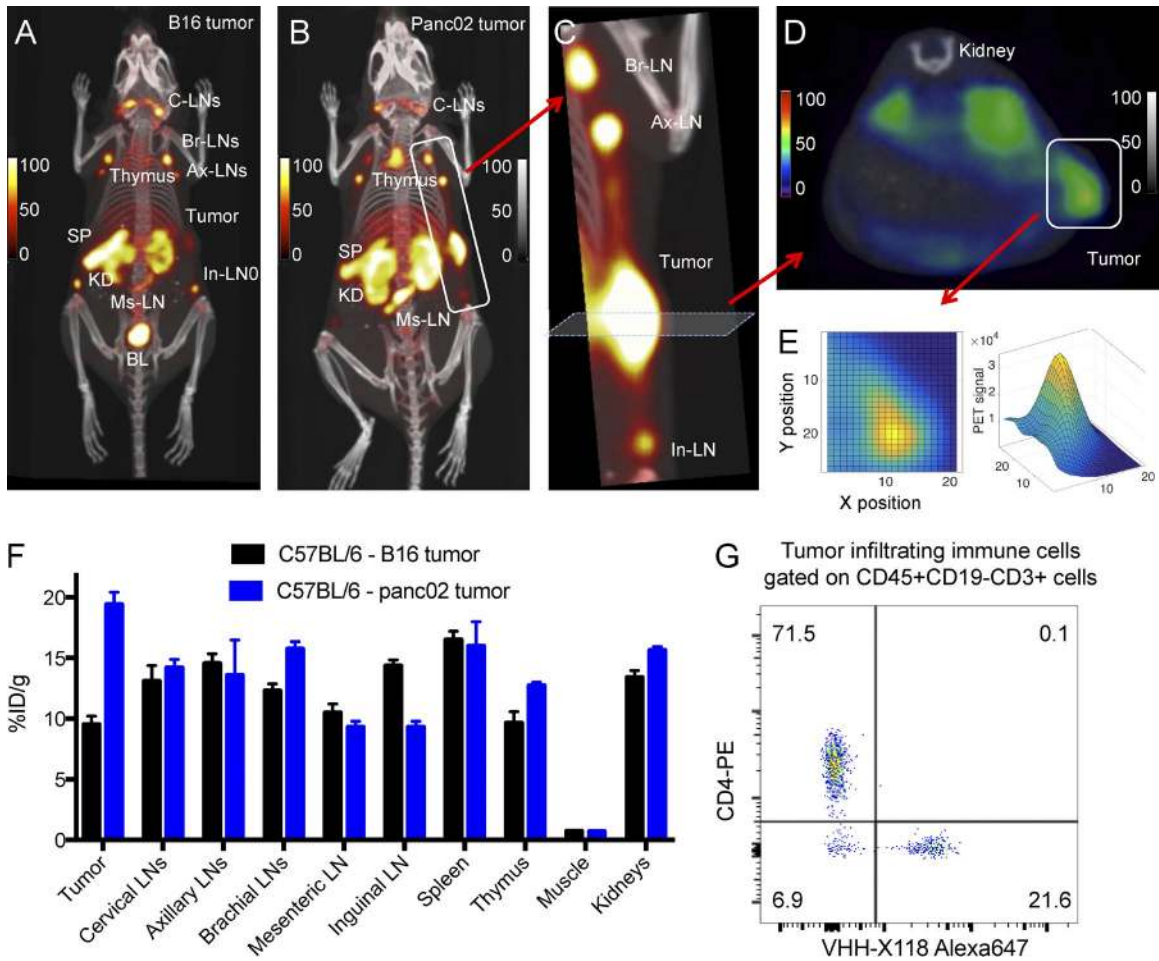 A
B16 tumor
C-LNs
Br-LNs
Ax-LNs
Thymus
100
50
0
Tumor
SP
KD
In-LN0
Ms-LN
BL
B
Panc02 tumor
C-LNs
Thymus
100
50
0
100
50
0
SP
KD
Ms-LN
C
Br-LN
Ax-LN
Tumor
In-LN
D
Kidney
100
50
0
100
50
0
Tumor
E
Y position
10
20
10
20
X position
×10⁴
PET signal
3
2
1
20
10
10
20
F
C57BL/6 - B16 tumor
C57BL/6 - panc02 tumor
%ID/g
20
15
10
5
0
Tumor
Cervical LNs
Axillary LNs
Brachial LNs
Mesenteric LN
Inguinal LN
Spleen
Thymus
Muscle
Kidneys
G
Tumor infiltrating immune cells
gated on CD45+CD19-CD3+ cells
71.5
0.1
CD4-PE
6.9
21.6
VHH-X118 Alexa647